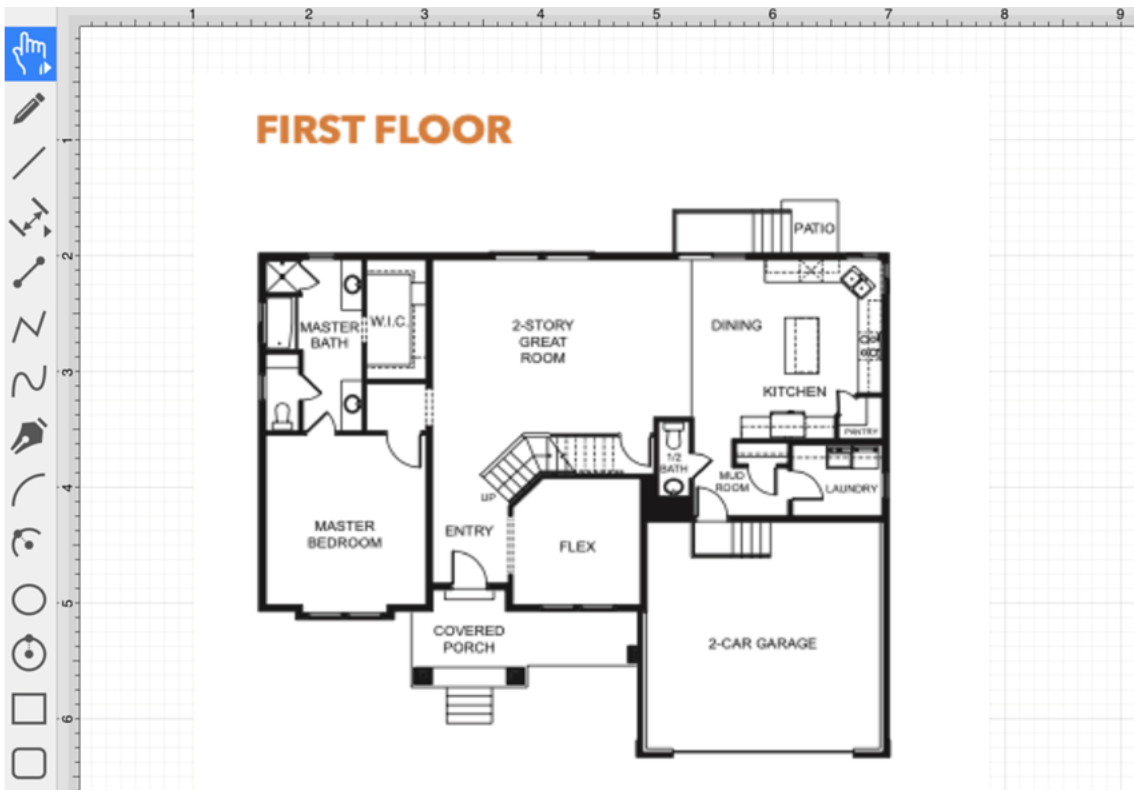 1 2 3 4 5 6 7 8 9
1
2
3
4
5
6
FIRST FLOOR
PATIO
MASTER
BATH
W.I.C.
2-STORY
GREAT
ROOM
DINING
KITCHEN
PANTRY
1/2
BATH
MUD
ROOM
LAUNDRY
UP
ENTRY
MASTER
BEDROOM
FLEX
COVERED
PORCH
2-CAR GARAGE